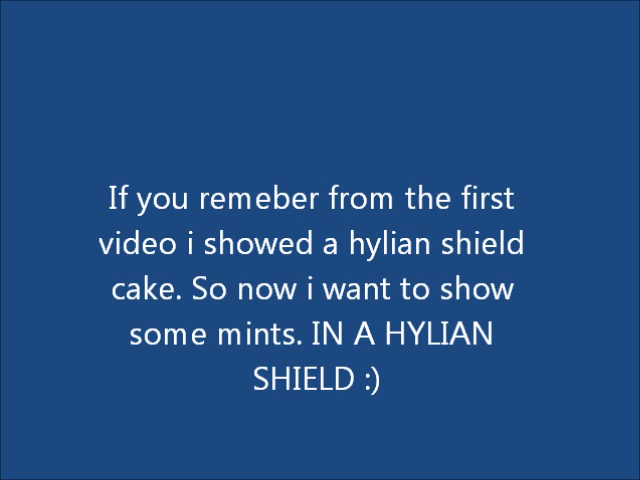 If you remeber from the first
video i showed a hylian shield
cake. So now i want to show
some mints. IN A HYLIAN
SHIELD :)